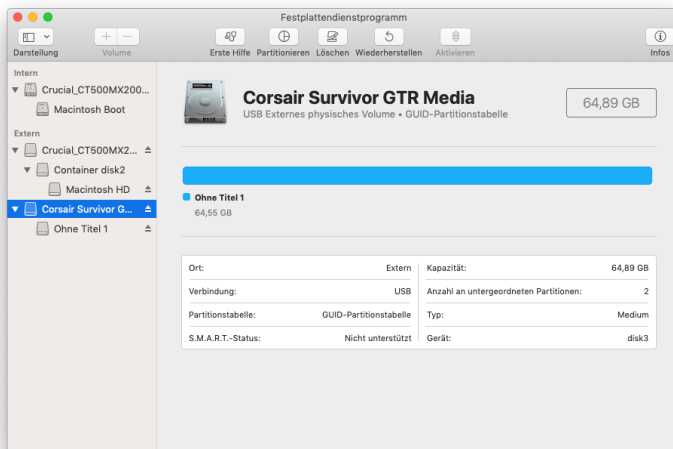 Festplattendienstprogramm
Darstellung
Volume
Erste Hilfe
Partitionieren
Löschen
Wiederherstellen
Aktivieren
Infos
Intern
Crucial_CT500MX200...
Macintosh Boot
Extern
Crucial_CT500MX2...
Container disk2
Macintosh HD
Corsair Survivor G...
Ohne Titel 1
Corsair Survivor GTR Media
USB Externes physisches Volume • GUID-Partitionstabelle
64,89 GB
Ohne Titel 1
64,55 GB
Ort: Extern
Verbindung: USB
Partitionstabelle: GUID-Partitionstabelle
S.M.A.R.T.-Status: Nicht unterstützt
Kapazität: 64,89 GB
Anzahl an untergeordneten Partitionen: 2
Typ: Medium
Gerät: disk3